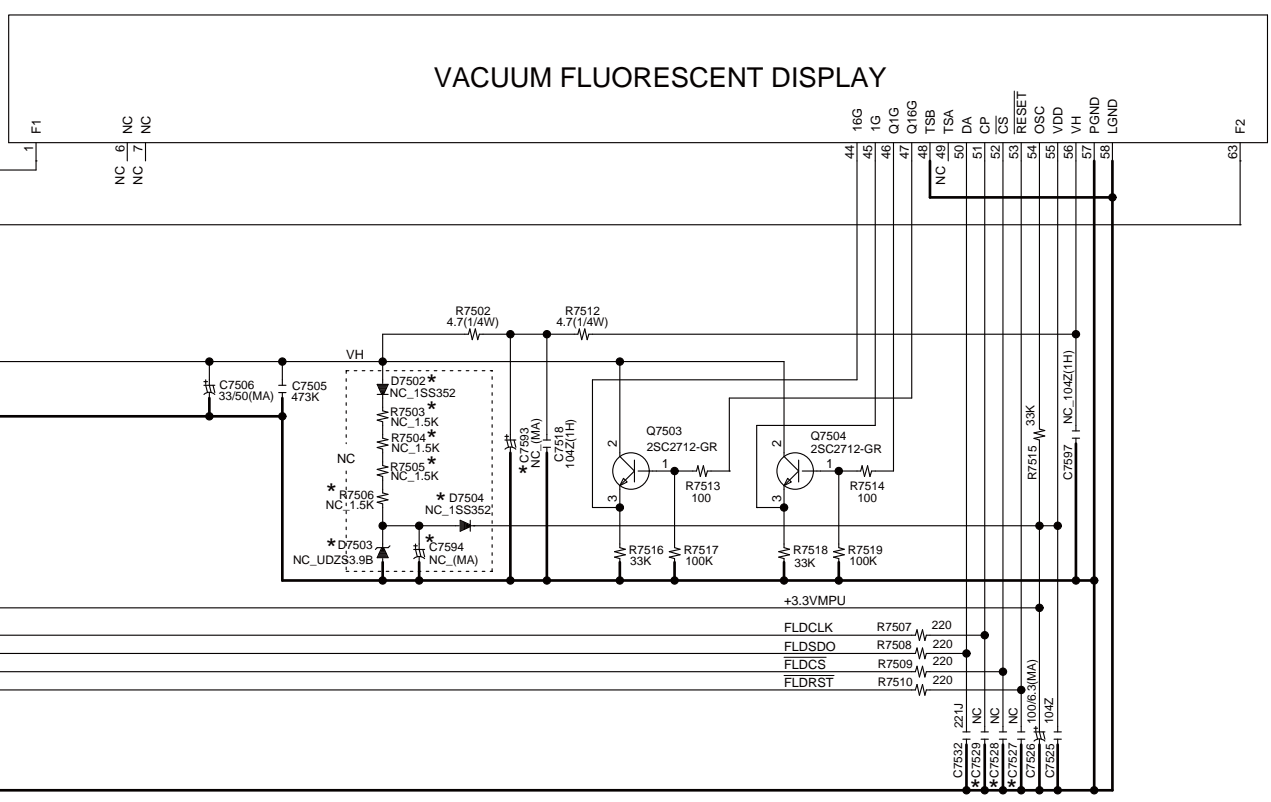 VACUUM FLUORESCENT DISPLAY
F1
NC
NC
16G
1G
Q1G
Q16G
TSB
TSA
DA
CP
CS
RESET
OSC
VDD
VH
PGND
LGND
F2
1
6
7
44
45
46
47
48
49
50
51
52
53
54
55
56
57
58
63
NC
NC
NC
R7502
4.7(1/4W)
R7512
4.7(1/4W)
VH
C7506
33/50(MA)
C7505
473K
D7502*
NC_1SS352
R7503*
NC_1.5K
R7504*
NC_1.5K
R7505*
NC_1.5K
NC
*R7506
NC_1.5K
*D7504
NC_1SS352
*D7503
NC_UDZS3.9B
*C7594
NC_(MA)
*C7593
NC_(MA)
C7518
104Z(1H)
Q7503
2SC2712-GR
2
1
3
R7513
100
R7516
33K
R7517
100K
Q7504
2SC2712-GR
2
1
3
R7514
100
R7518
33K
R7519
100K
R7515
33K
C7597
NC_104Z(1H)
+3.3VMPU
FLDCLK R7507 220
FLDSDO R7508 220
FLDCS R7509 220
FLDRST R7510 220
C7532
221J
*C7529
NC
*C7528
NC
*C7527
NC
C7526
100/6.3(MA)
C7525
104Z